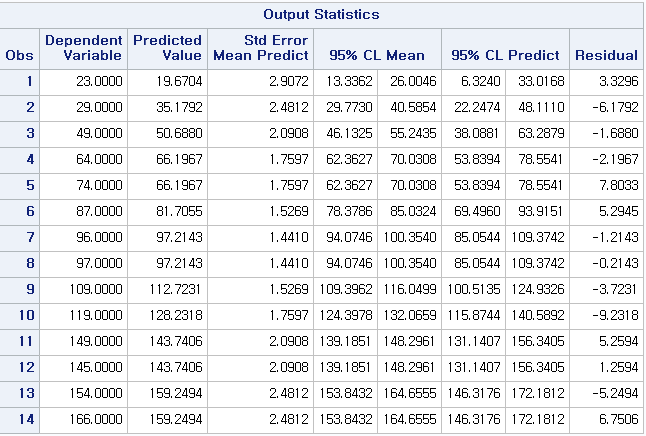 Output Statistics
Obs Dependent Variable Predicted Value Std Error Mean Predict 95% CL Mean 95% CL Predict Residual
1 23.0000 19.6704 2.9072 13.3362 26.0046 6.3240 33.0168 3.3296
2 29.0000 35.1792 2.4812 29.7730 40.5854 22.2474 48.1110 -6.1792
3 49.0000 50.6880 2.0908 46.1325 55.2435 38.0881 63.2879 -1.6880
4 64.0000 66.1967 1.7597 62.3627 70.0308 53.8394 78.5541 -2.1967
5 74.0000 66.1967 1.7597 62.3627 70.0308 53.8394 78.5541 7.8033
6 87.0000 81.7055 1.5269 78.3786 85.0324 69.4960 93.9151 5.2945
7 96.0000 97.2143 1.4410 94.0746 100.3540 85.0544 109.3742 -1.2143
8 97.0000 97.2143 1.4410 94.0746 100.3540 85.0544 109.3742 -0.2143
9 109.0000 112.7231 1.5269 109.3962 116.0499 100.5135 124.9326 -3.7231
10 119.0000 128.2318 1.7597 124.3978 132.0659 115.8744 140.5892 -9.2318
11 149.0000 143.7406 2.0908 139.1851 148.2961 131.1407 156.3405 5.2594
12 145.0000 143.7406 2.0908 139.1851 148.2961 131.1407 156.3405 1.2594
13 154.0000 159.2494 2.4812 153.8432 164.6555 146.3176 172.1812 -5.2494
14 166.0000 159.2494 2.4812 153.8432 164.6555 146.3176 172.1812 6.7506